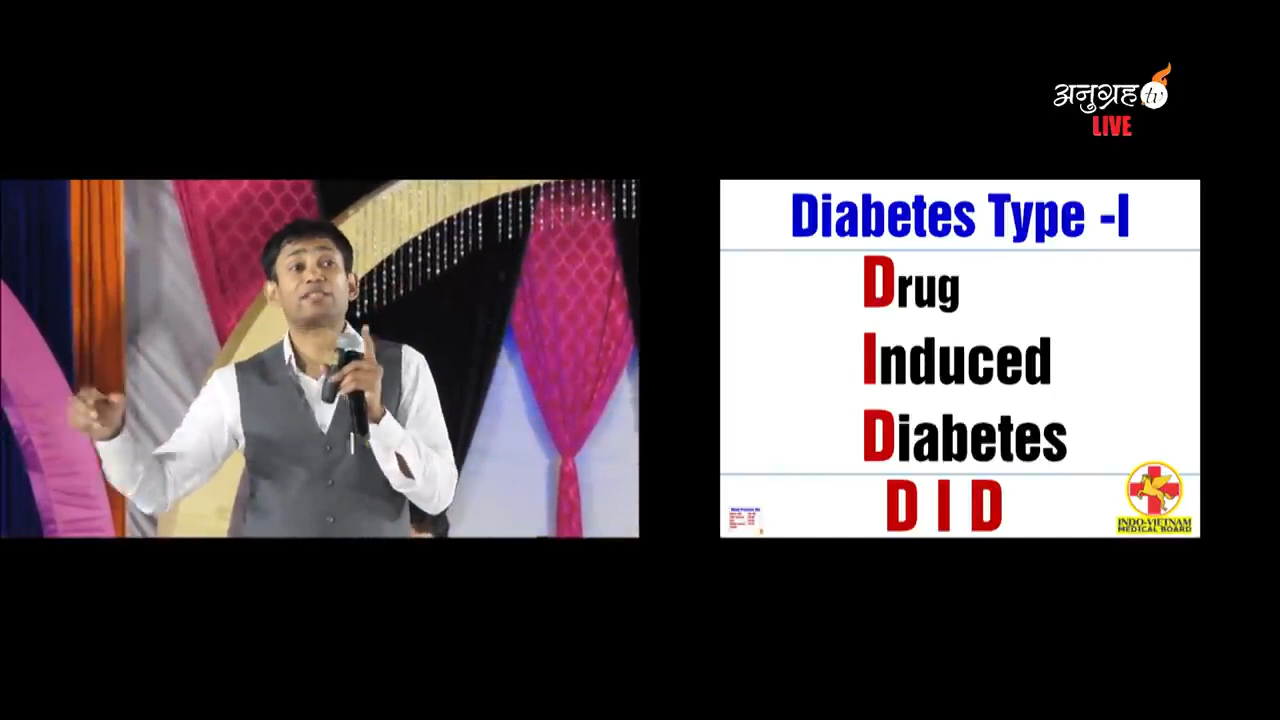 अनुग्रह tv
LIVE
Diabetes Type -I
Drug
Induced
Diabetes
D I D
INDO-VIETNAM
MEDICAL BOARD